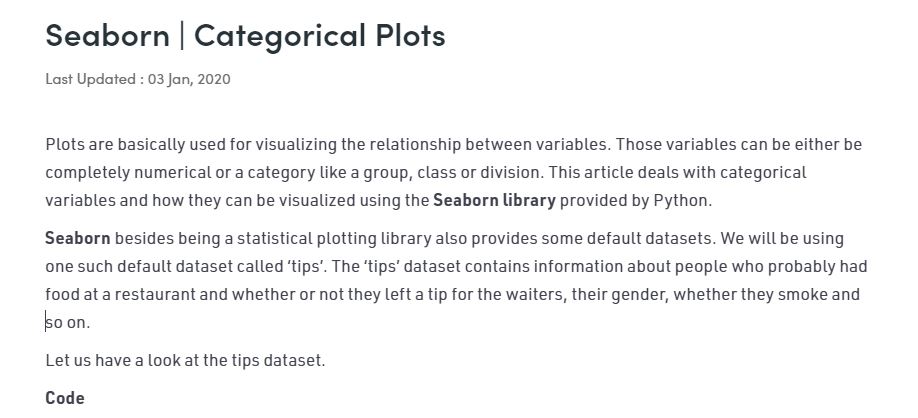 Seaborn | Categorical Plots
Last Updated : 03 Jan, 2020
Plots are basically used for visualizing the relationship between variables. Those variables can be either be
completely numerical or a category like a group, class or division. This article deals with categorical
variables and how they can be visualized using the Seaborn library provided by Python.
Seaborn besides being a statistical plotting library also provides some default datasets. We will be using
one such default dataset called ‘tips’. The ‘tips’ dataset contains information about people who probably had
food at a restaurant and whether or not they left a tip for the waiters, their gender, whether they smoke and
so on.
Let us have a look at the tips dataset.
Code